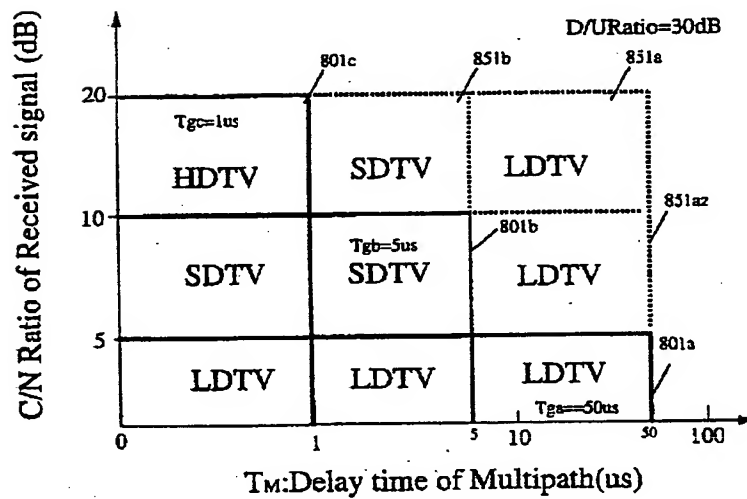 D/URatio=30dB
801c
851b
851a
20
Tgc=1us
HDTV
SDTV
LDTV
851az
10
801b
Tgb=5us
SDTV
SDTV
LDTV
5
801a
LDTV
LDTV
LDTV
Tga==50us
0
1
5
10
50
100
C/N Ratio of Received signal (dB)
TM:Delay time of Multipath(us)